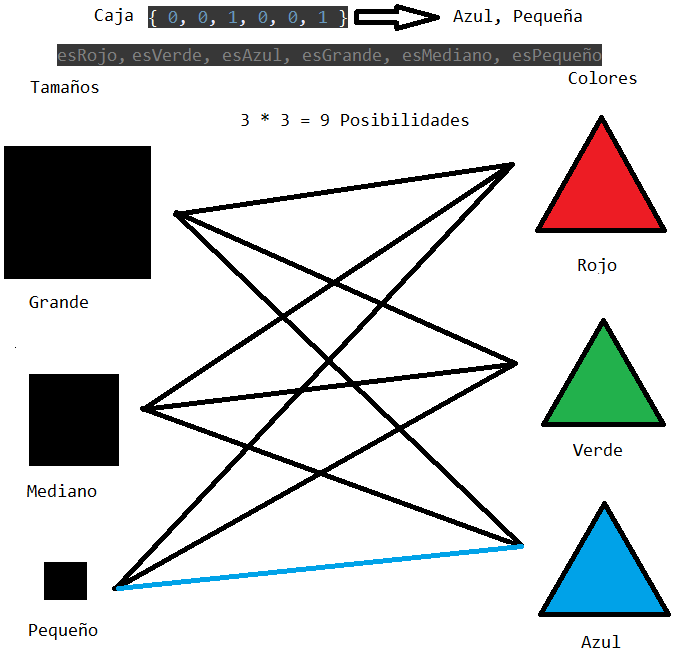 Caja { 0, 0, 1, 0, 0, 1 } Azul, Pequeña
esRojo, esVerde, esAzul, esGrande, esMediano, esPequeño
Tamaños
Colores
3 * 3 = 9 Posibilidades
Rojo
Grande
Verde
Mediano
Pequeño
Azul